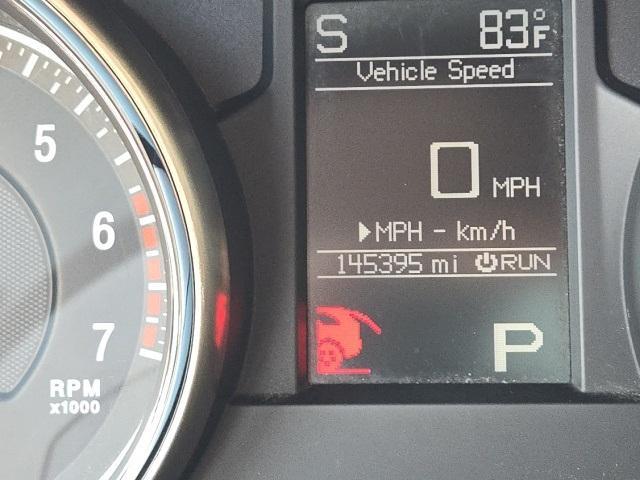 S 83°F
Vehicle Speed
0 MPH
▶MPH - km/h
145395 mi RUN
P
5
6
7
RPM
x1000